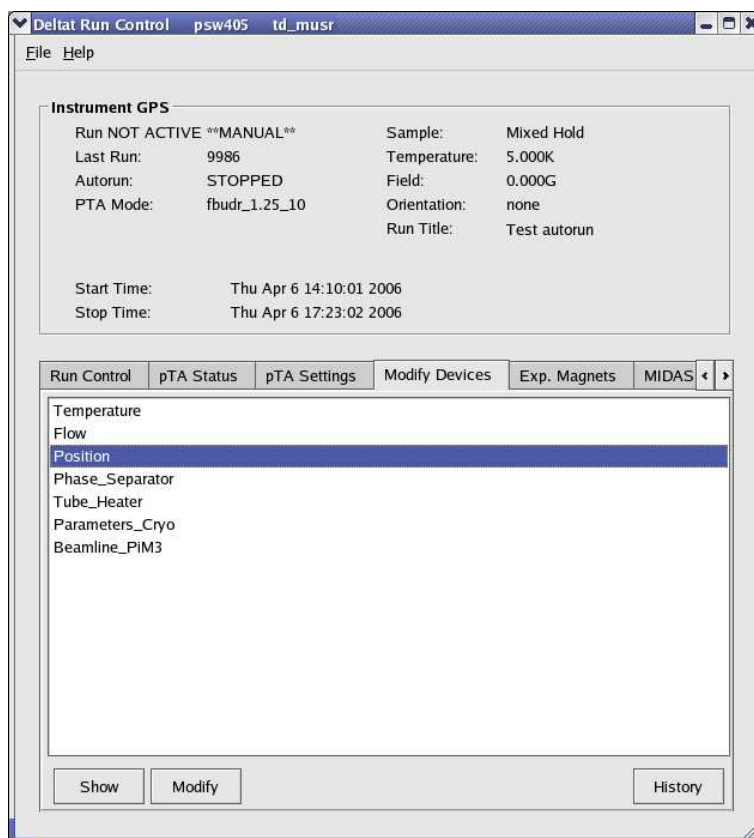 Deltat Run Control psw405 td_musr
File Help
Instrument GPS
Run NOT ACTIVE **MANUAL** Sample: Mixed Hold
Last Run: 9986 Temperature: 5.000K
Autorun: STOPPED Field: 0.000G
PTA Mode: fbudr_1.25_10 Orientation: none
Run Title: Test autorun
Start Time: Thu Apr 6 14:10:01 2006
Stop Time: Thu Apr 6 17:23:02 2006
Run Control pTA Status pTA Settings Modify Devices Exp. Magnets MIDAS
Temperature
Flow
Position
Phase_Separator
Tube_Heater
Parameters_Cryo
Beamline_PiM3
Show Modify History